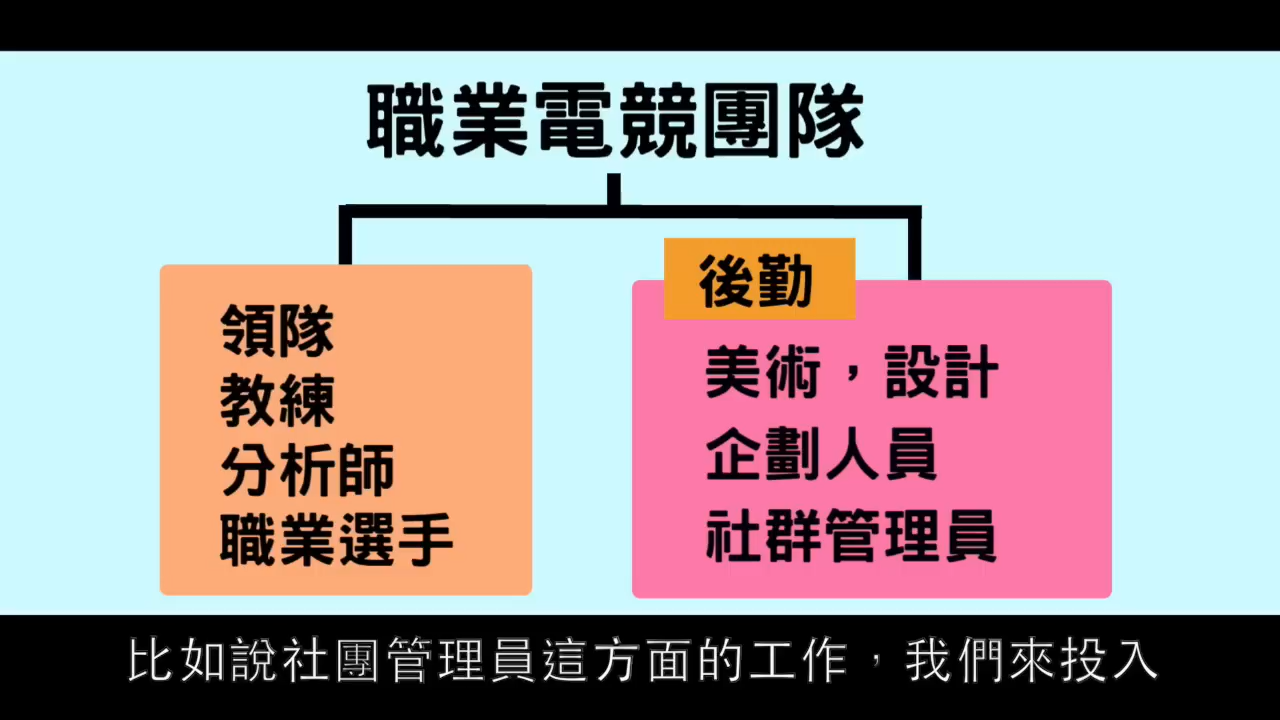 職業電競團隊
領隊
教練
分析師
職業選手
後勤
美術，設計
企劃人員
社群管理員
比如說社團管理員這方面的工作，我們來投入